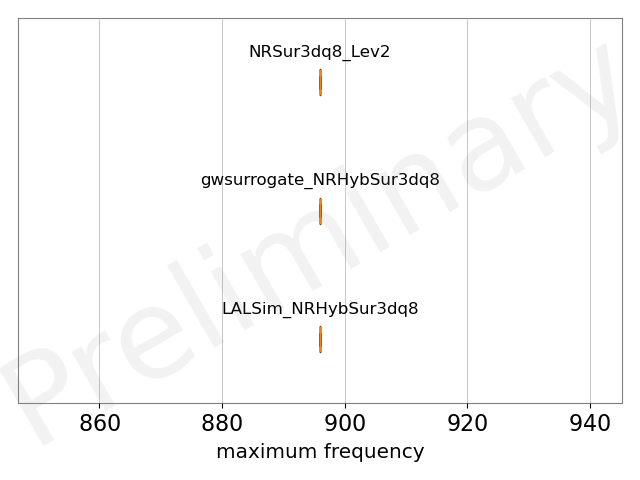 NRSur3dq8_Lev2
gwsurrogate_NRHybSur3dq8
LALSim_NRHybSur3dq8
Preliminary
860 880 900 920 940
maximum frequency